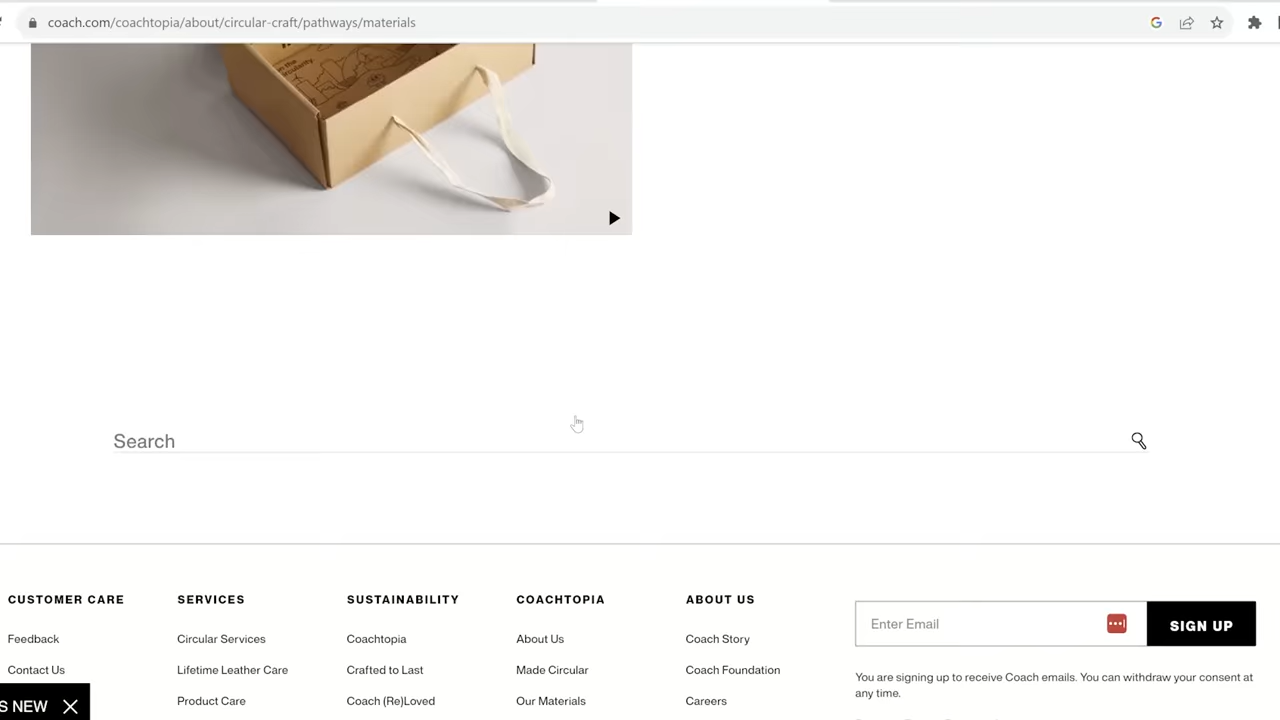 coach.com/coachtopia/about/circular-craft/pathways/materials
Search
CUSTOMER CARE
Feedback
Contact Us
SERVICES
Circular Services
Lifetime Leather Care
Product Care
SUSTAINABILITY
Coachtopia
Crafted to Last
Coach (Re)Loved
COACHTOPIA
About Us
Made Circular
Our Materials
ABOUT US
Coach Story
Coach Foundation
Careers
Enter Email
SIGN UP
You are signing up to receive Coach emails. You can withdraw your consent at
any time.
S NEW